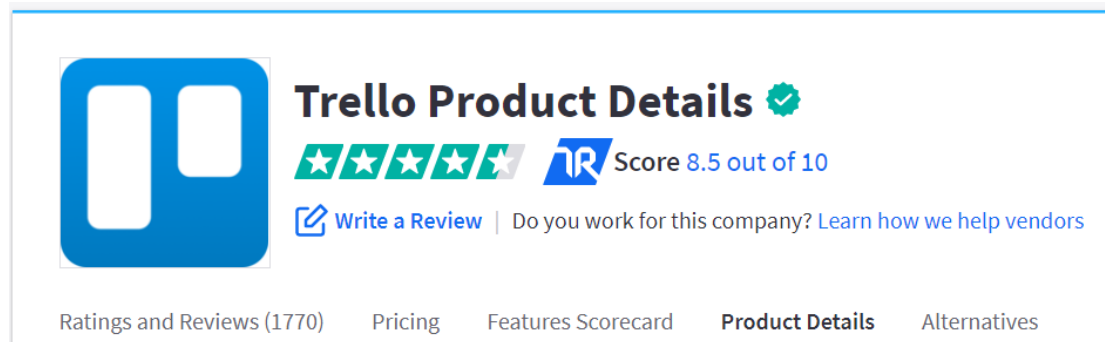 Trello Product Details
TR Score 8.5 out of 10
Write a Review | Do you work for this company? Learn how we help vendors
Ratings and Reviews (1770) Pricing Features Scorecard Product Details Alternatives